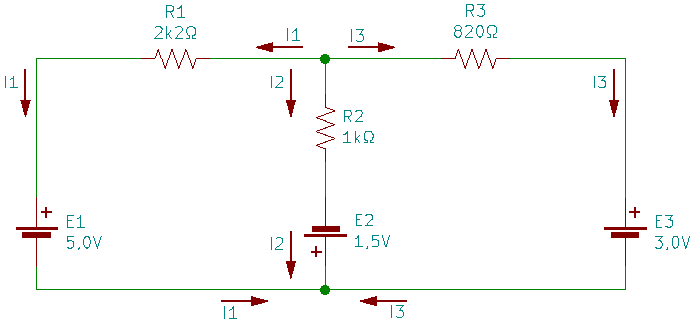 R1
2k2Ω
R3
820Ω
I1
I3
I1
I2
I3
R2
1kΩ
+
E1
5,0V
E2
1,5V
+
I2
+
E3
3,0V
I1
I3